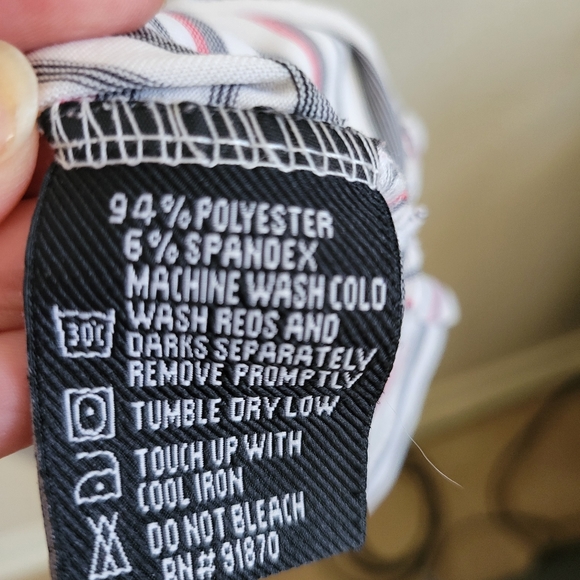 94% POLYESTER
6% SPANDEX
MACHINE WASH COLD
30°C WASH REDS AND
DARKS SEPARATELY
REMOVE PROMPTLY
TUMBLE DRY LOW
TOUCH UP WITH
COOL IRON
DO NOT BLEACH
RN# 81870